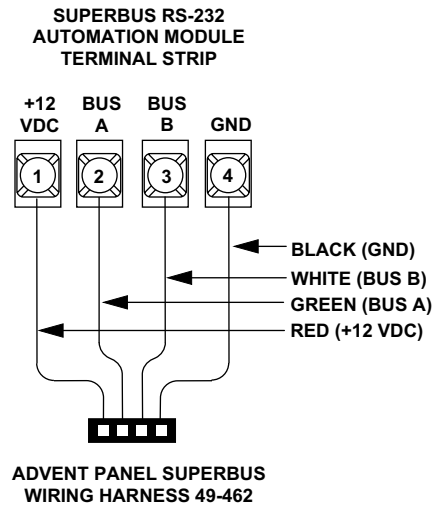 SUPERBUS RS-232
AUTOMATION MODULE
TERMINAL STRIP
+12 VDC
BUS A
BUS B
GND
1 2 3 4
BLACK (GND)
WHITE (BUS B)
GREEN (BUS A)
RED (+12 VDC)
ADVENT PANEL SUPERBUS
WIRING HARNESS 49-462